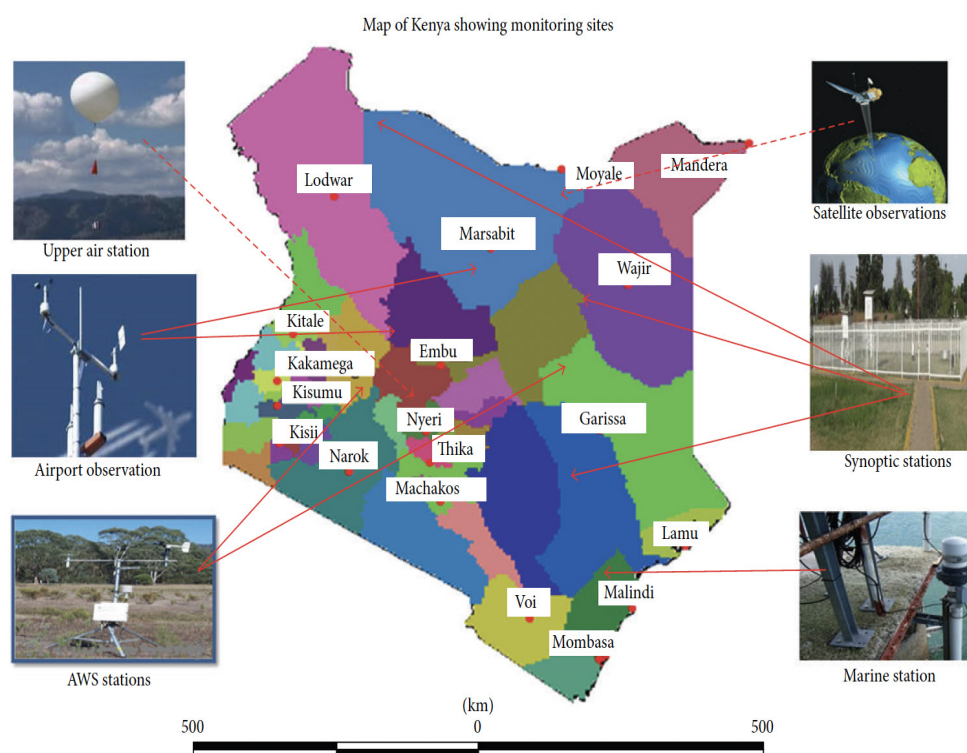 Map of Kenya showing monitoring sites
Upper air station
Airport observation
AWS stations
Lodwar
Moyale
Mandera
Marsabit
Wajir
Kitale
Kakamega
Embu
Kisumu
Nyeri
Garissa
Kisii
Narok
Thika
Machakos
Lamu
Voi
Malindi
Mombasa
Satellite observations
Synoptic stations
Marine station
(km)
500 0 500